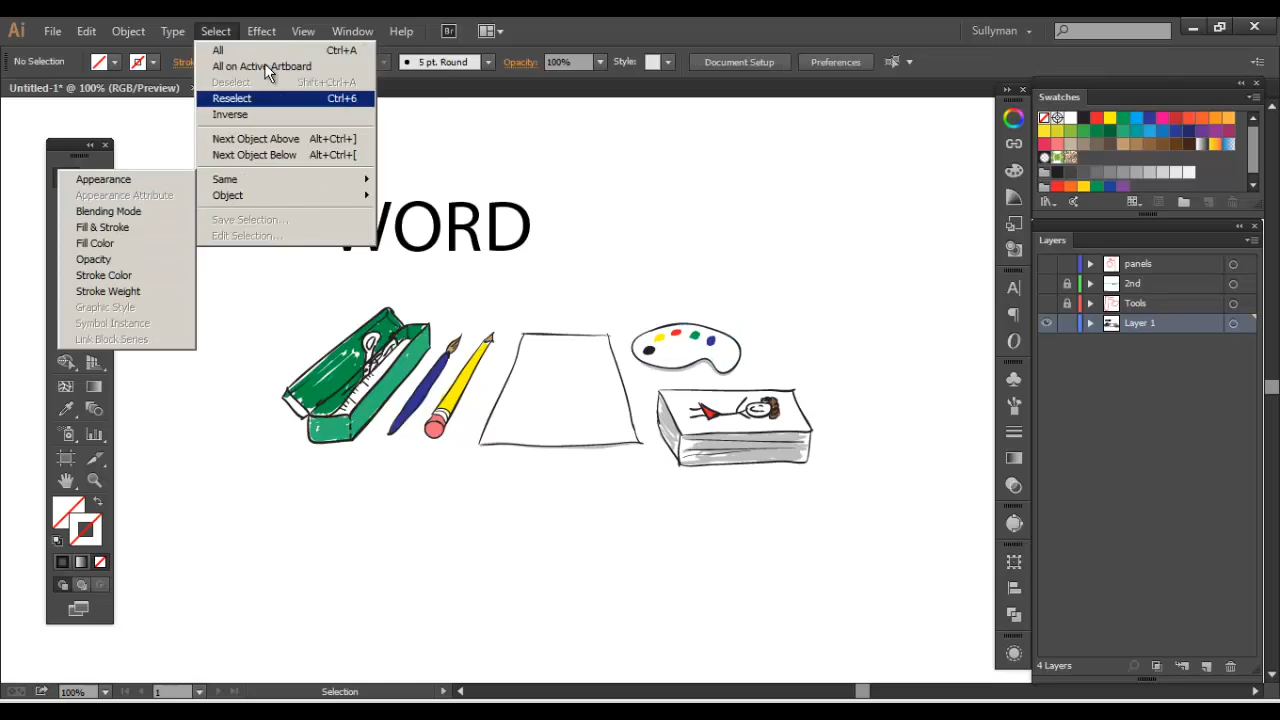 Ai File Edit Object Type Select Effect View Window Help Br Sullyman
No Selection Strok 5 pt. Round Opacity: 100% Style: Document Setup Preferences
Untitled-1* @ 100% (RGB/Preview)
All Ctrl+A
All on Active Artboard
Deselect Shift+Ctrl+A
Reselect Ctrl+6
Inverse
Next Object Above Alt+Ctrl+]
Next Object Below Alt+Ctrl+[
Same
Object
Save Selection...
Edit Selection...
Appearance
Appearance Attribute
Blending Mode
Fill & Stroke
Fill Color
Opacity
Stroke Color
Stroke Weight
Graphic Style
Symbol Instance
Link Block Series
WORD
Swatches
Layers
panels
2nd
Tools
Layer 1
4 Layers
100% 1 Selection